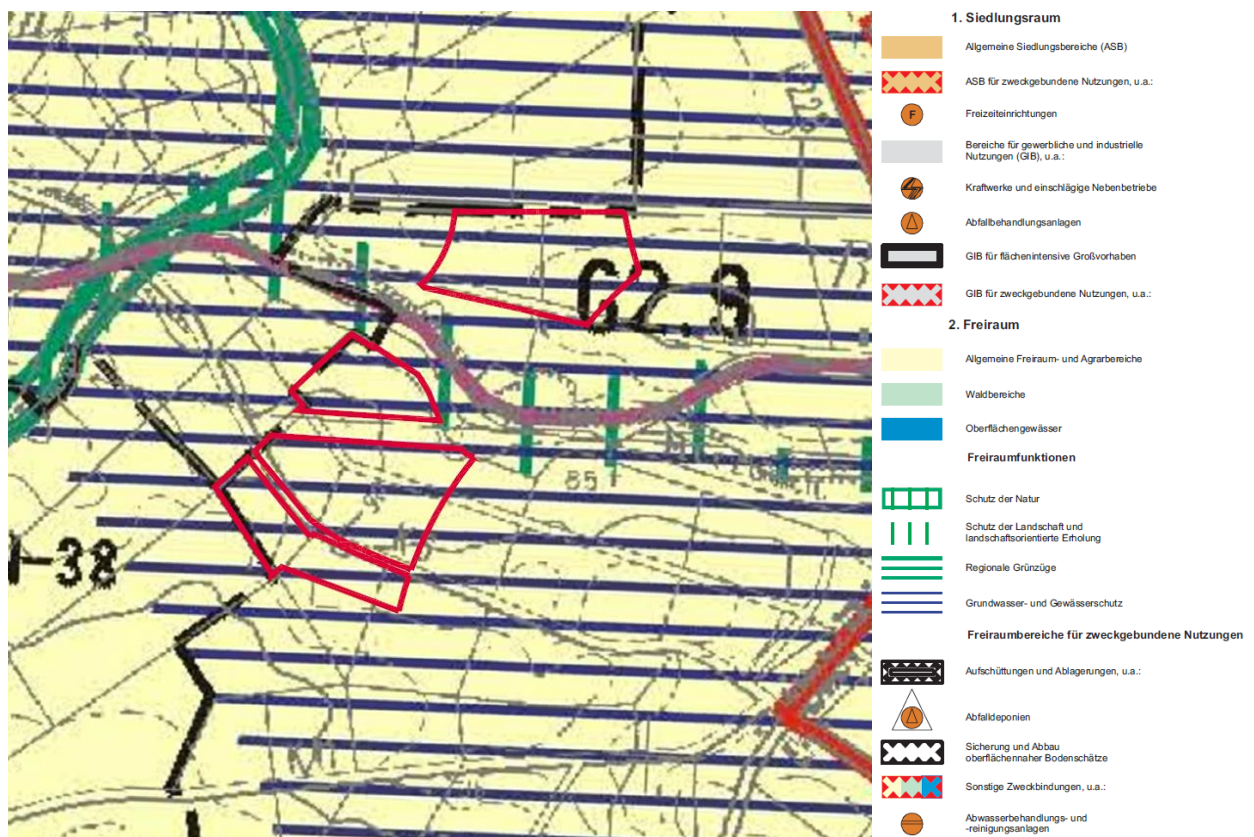 62.9
85
-38
1. Siedlungsraum
Allgemeine Siedlungsbereiche (ASB)
ASB für zweckgebundene Nutzungen, u.a.:
F
Freizeiteinrichtungen
Bereiche für gewerbliche und industrielle
Nutzungen (GIB), u.a.:
Kraftwerke und einschlägige Nebenbetriebe
Abfallbehandlungsanlagen
GIB für flächenintensive Großvorhaben
GIB für zweckgebundene Nutzungen, u.a.:
2. Freiraum
Allgemeine Freiraum- und Agrarbereiche
Waldbereiche
Oberflächengewässer
Freiraumfunktionen
Schutz der Natur
Schutz der Landschaft und
landschaftsorientierte Erholung
Regionale Grünzüge
Grundwasser- und Gewässerschutz
Freiraumbereiche für zweckgebundene Nutzungen
Aufschüttungen und Ablagerungen, u.a.:
Abfalldeponien
Sicherung und Abbau
oberflächennaher Bodenschätze
Sonstige Zweckbindungen, u.a.:
Abwasserbehandlungs- und
-reinigungsanlagen